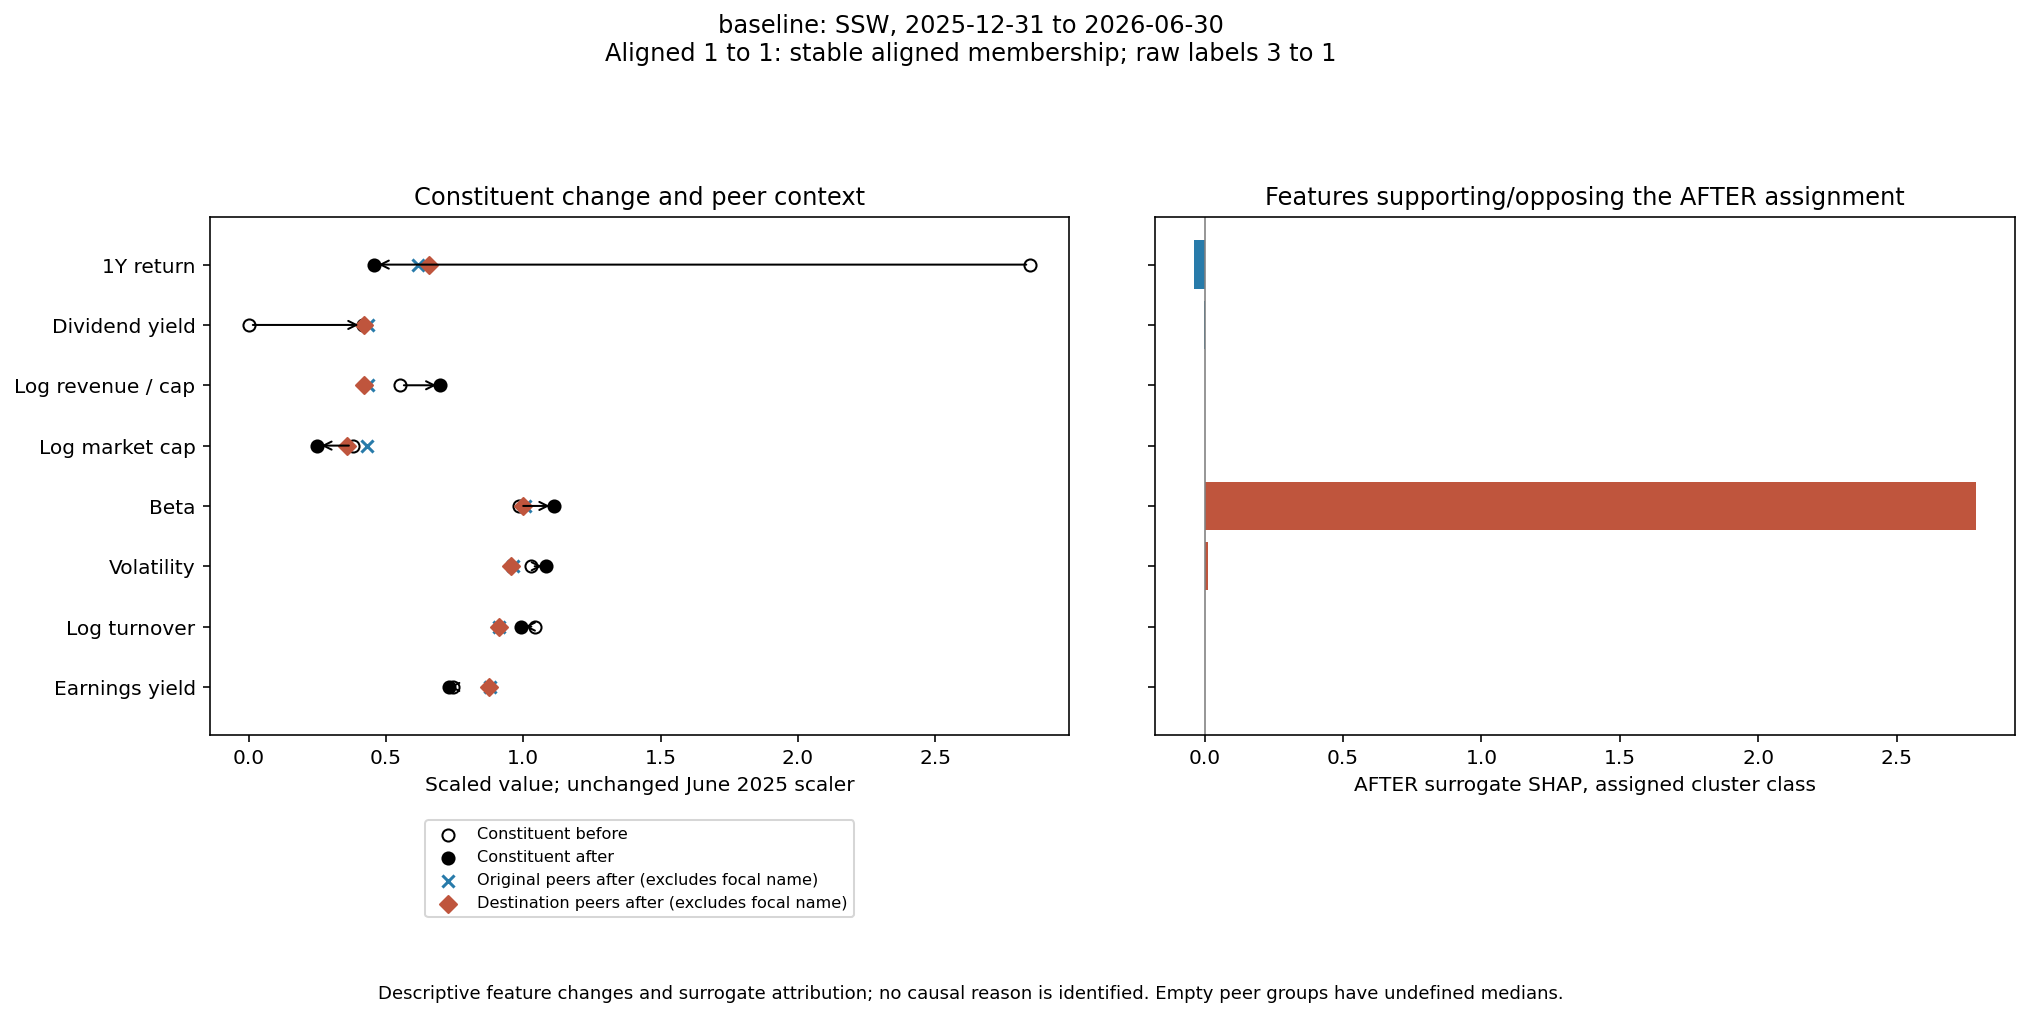 baseline: SSW, 2025-12-31 to 2026-06-30
Aligned 1 to 1: stable aligned membership; raw labels 3 to 1
Constituent change and peer context
1Y return
Dividend yield
Log revenue / cap
Log market cap
Beta
Volatility
Log turnover
Earnings yield
0.0 0.5 1.0 1.5 2.0 2.5
Scaled value; unchanged June 2025 scaler
Constituent before
Constituent after
Original peers after (excludes focal name)
Destination peers after (excludes focal name)
Features supporting/opposing the AFTER assignment
0.0 0.5 1.0 1.5 2.0 2.5
AFTER surrogate SHAP, assigned cluster class
Descriptive feature changes and surrogate attribution; no causal reason is identified. Empty peer groups have undefined medians.